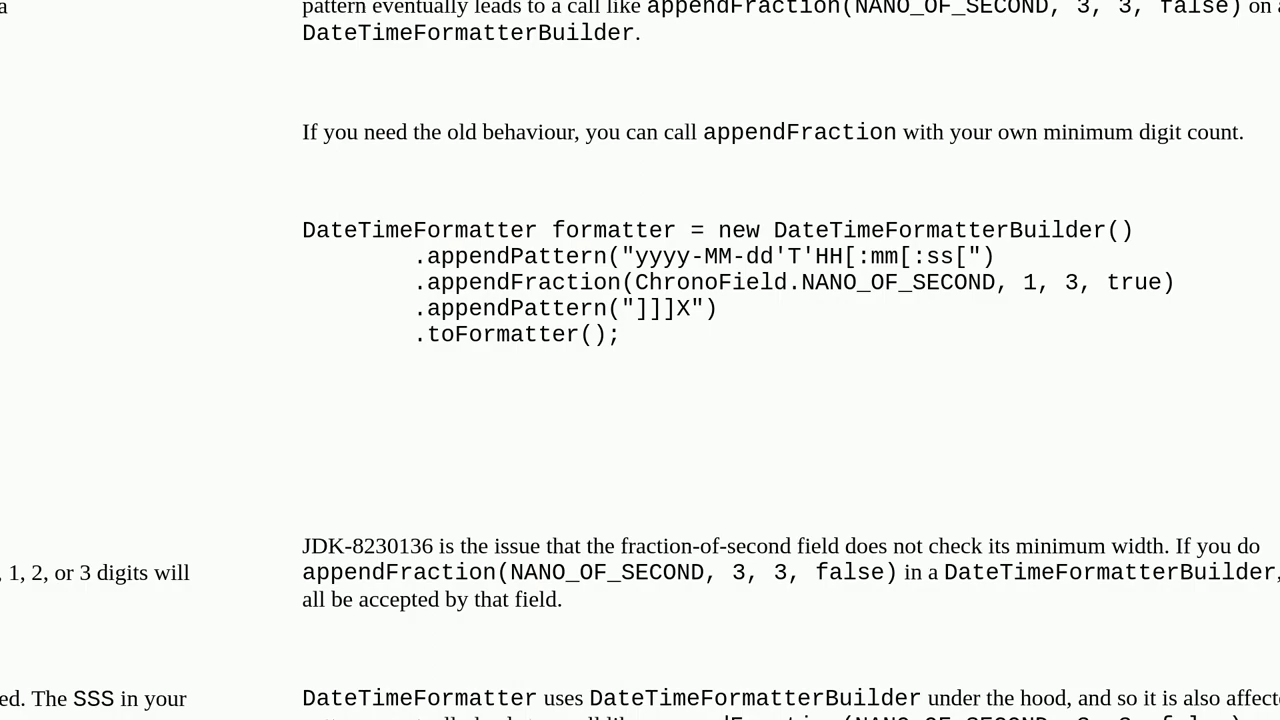 a
pattern eventually leads to a call like appendFraction(NANO_OF_SECOND, 3, 3, false) on a
DateTimeFormatterBuilder.
If you need the old behaviour, you can call appendFraction with your own minimum digit count.
DateTimeFormatter formatter = new DateTimeFormatterBuilder()
        .appendPattern("yyyy-MM-dd'T'HH[:mm[:ss[")
        .appendFraction(ChronoField.NANO_OF_SECOND, 1, 3, true)
        .appendPattern("]]]X")
        .toFormatter();
JDK-8230136 is the issue that the fraction-of-second field does not check its minimum width. If you do
, 1, 2, or 3 digits will
appendFraction(NANO_OF_SECOND, 3, 3, false) in a DateTimeFormatterBuilder,
all be accepted by that field.
ed. The SSS in your
DateTimeFormatter uses DateTimeFormatterBuilder under the hood, and so it is also affect